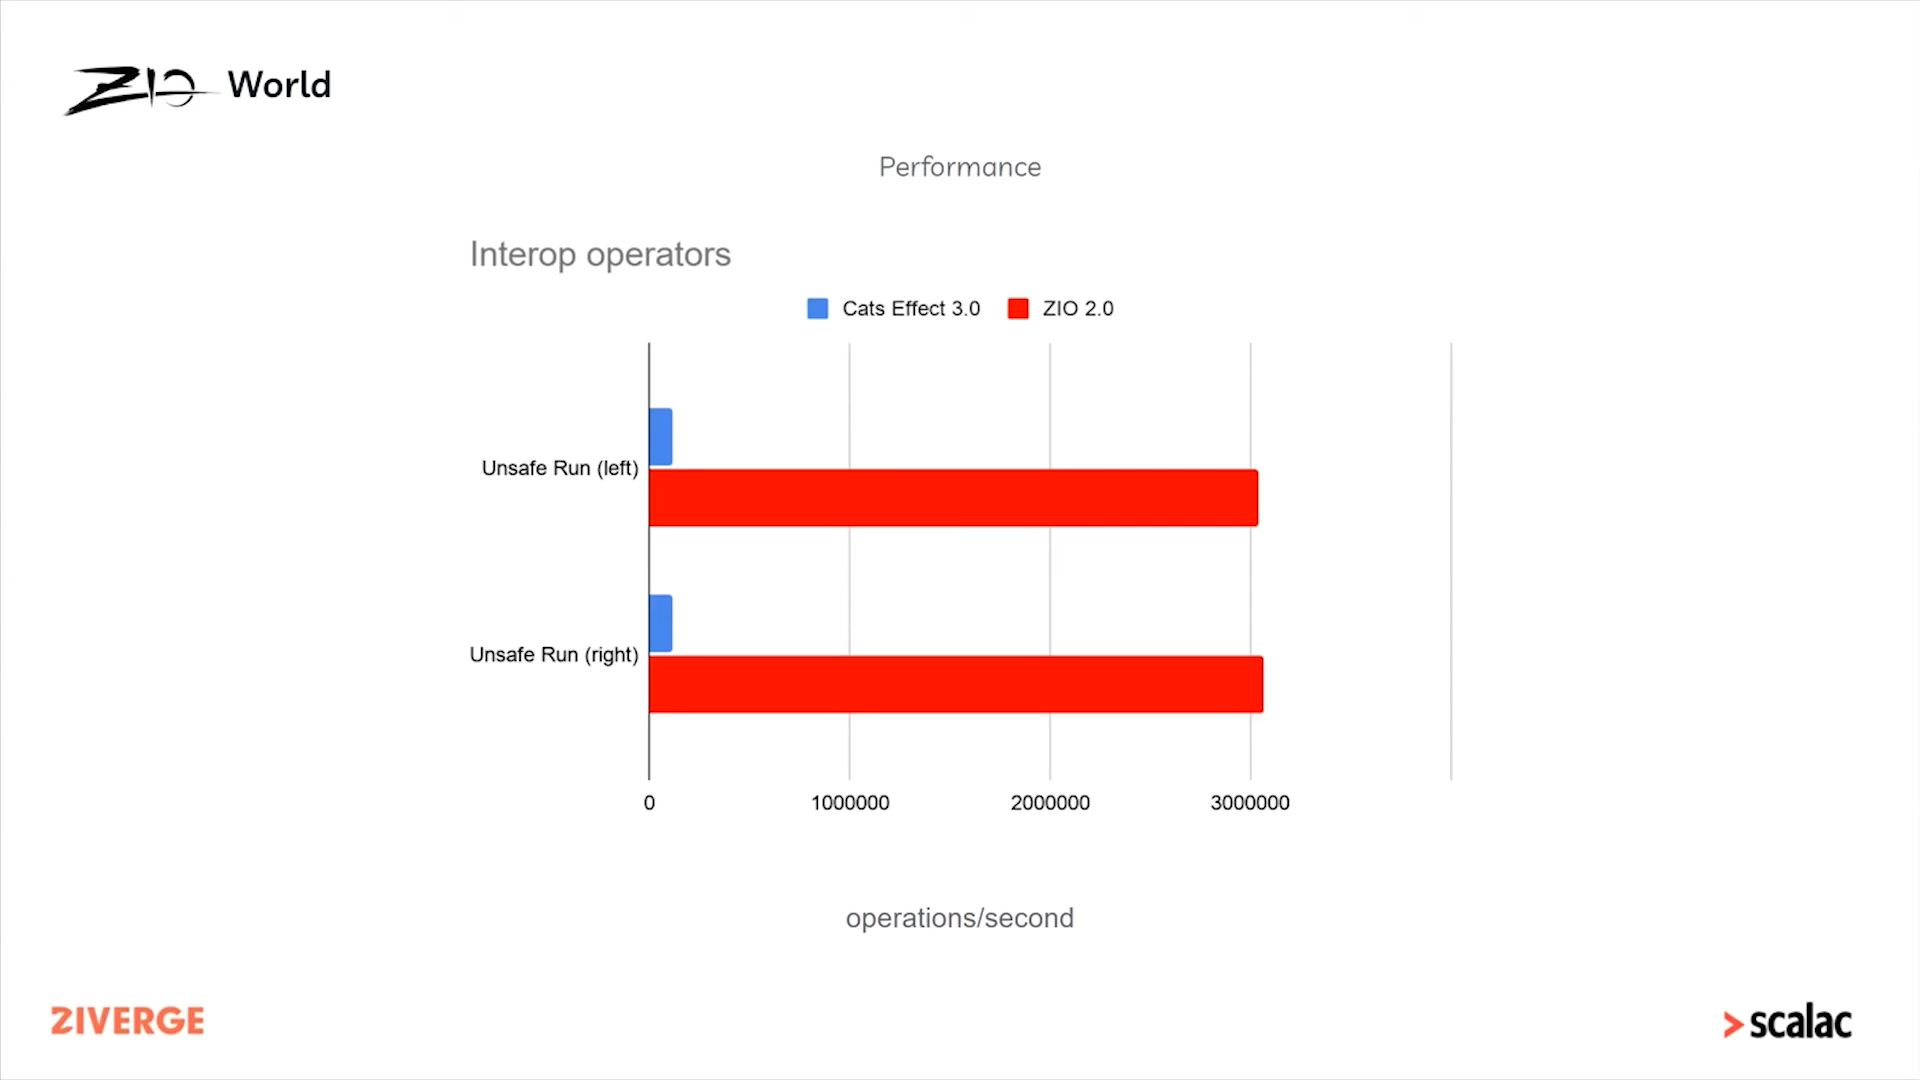 ZIO World
Performance
Interop operators
Cats Effect 3.0 ZIO 2.0
Unsafe Run (left)
Unsafe Run (right)
0 1000000 2000000 3000000
operations/second
ZIVERGE
scalac